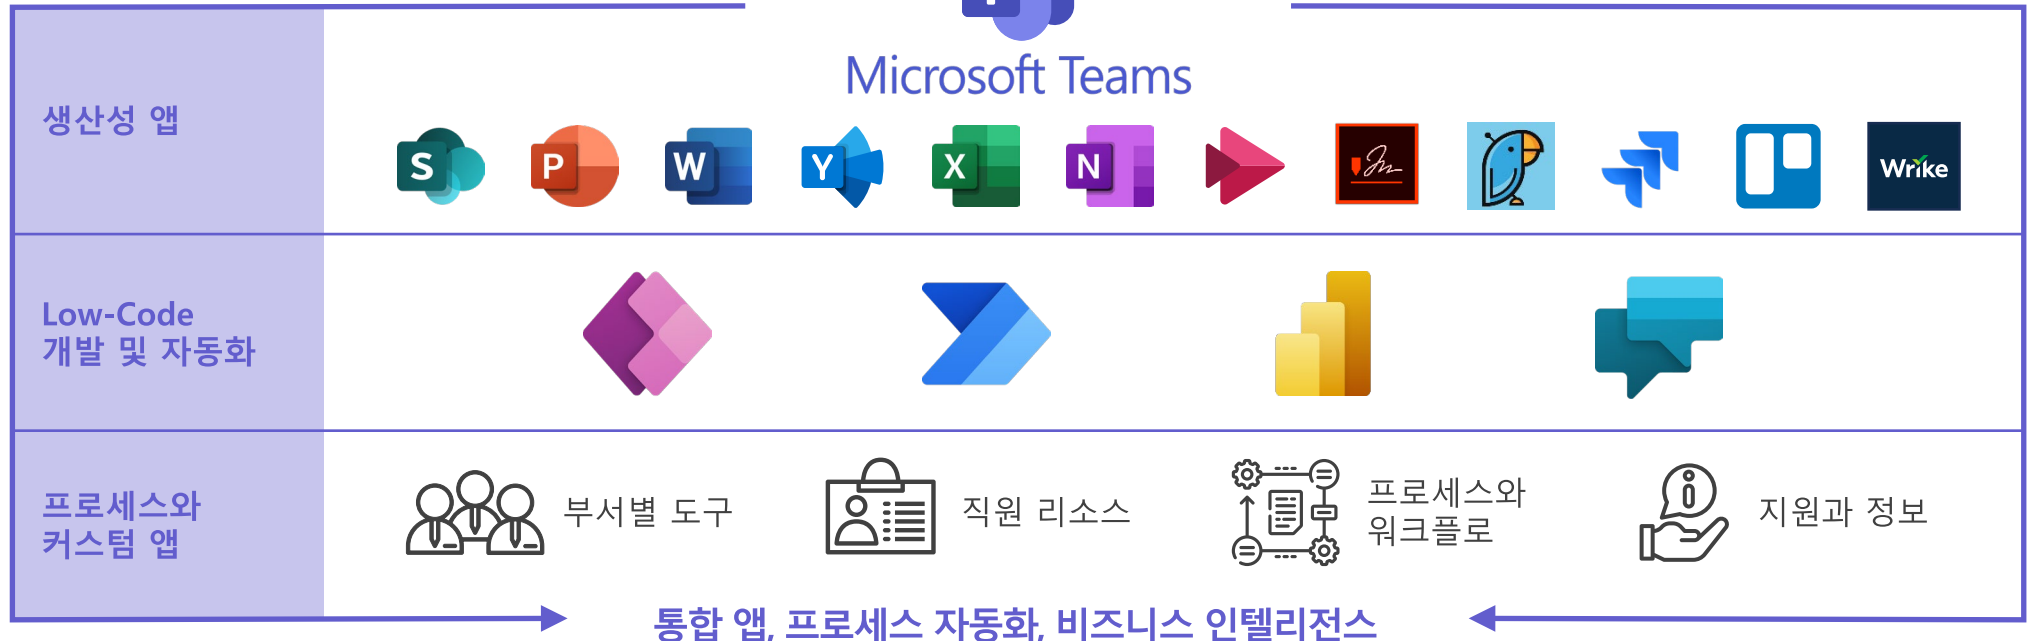 Microsoft Teams
생산성 앱
S P W Y X N Wrike
Low-Code
개발 및 자동화
프로세스와
커스텀 앱
부서별 도구
직원 리소스
프로세스와
워크플로
지원과 정보
통합 앱, 프로세스 자동화, 비즈니스 인텔리전스